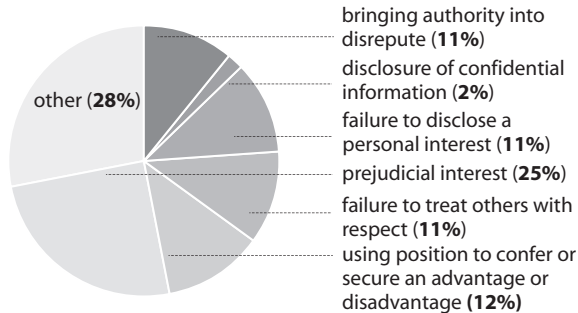 bringing authority into
disrepute (11%)
disclosure of confidential
information (2%)
other (28%)
failure to disclose a
personal interest (11%)
prejudicial interest (25%)
failure to treat others with
respect (11%)
using position to confer or
secure an advantage or
disadvantage (12%)